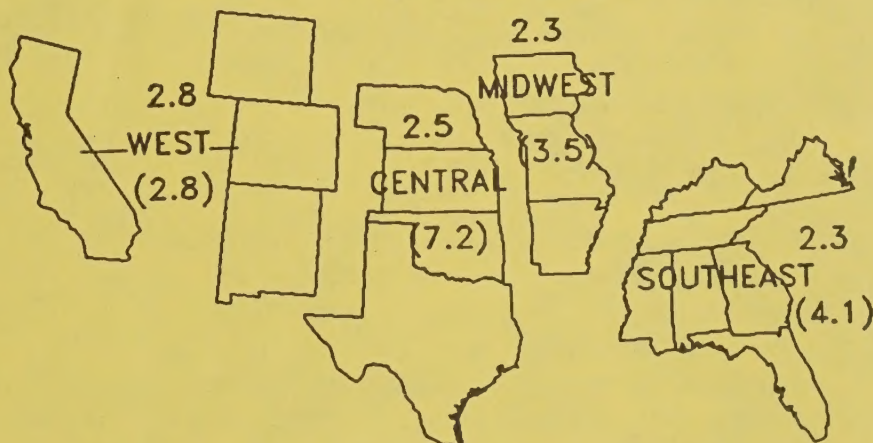 2.8
WEST
(2.8)
2.5
CENTRAL
(7.2)
2.3
MIDWEST
(3.5)
2.3
SOUTHEAST
(4.1)